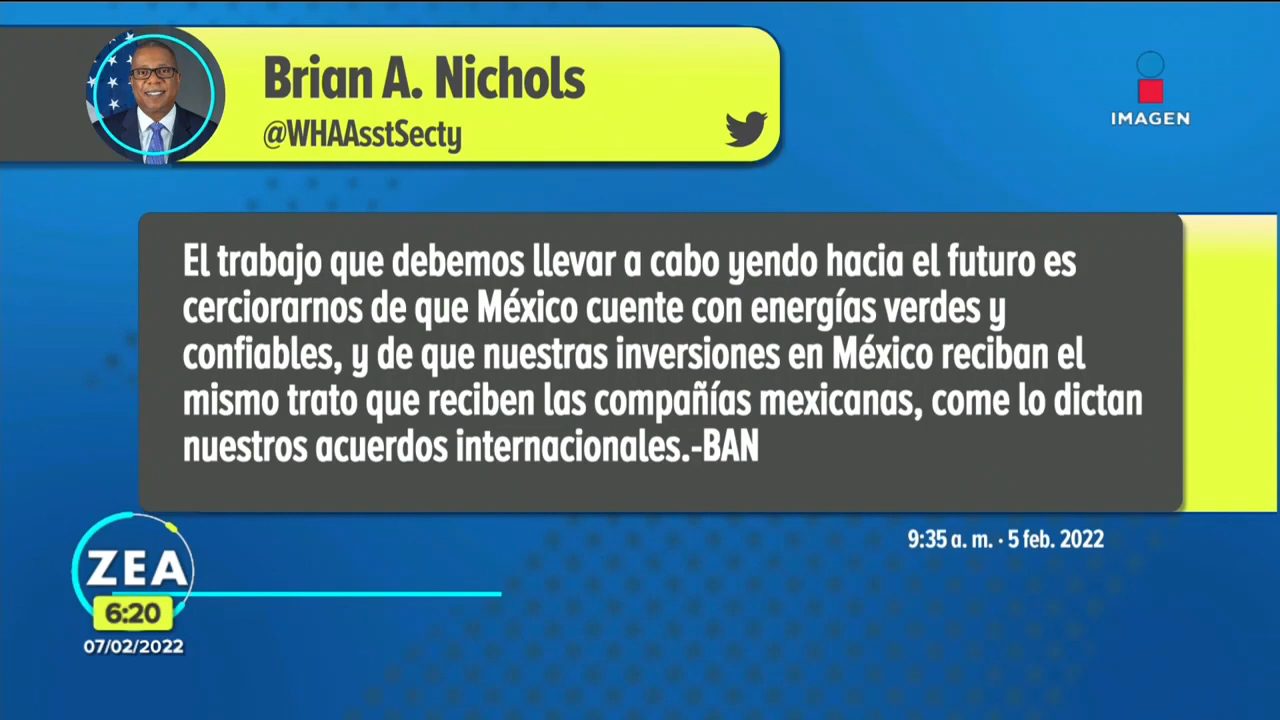 Brian A. Nichols
@WHAAsstSecty
IMAGEN
El trabajo que debemos llevar a cabo yendo hacia el futuro es
cerciorarnos de que México cuente con energías verdes y
confiables, y de que nuestras inversiones en México reciban el
mismo trato que reciben las compañías mexicanas, come lo dictan
nuestros acuerdos internacionales.-BAN
9:35 a. m. · 5 feb. 2022
ZEA
6:20
07/02/2022